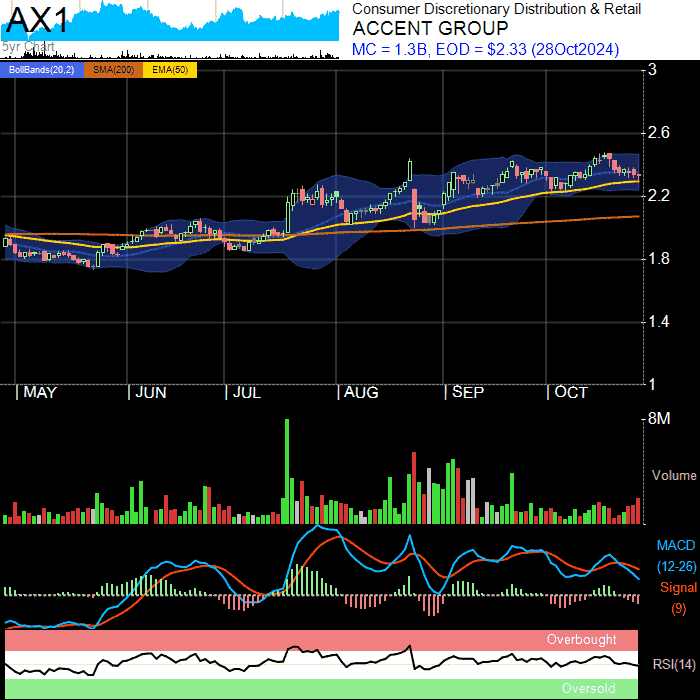 AX1
5yr Chart
Consumer Discretionary Distribution & Retail
ACCENT GROUP
MC = 1.3B, EOD = $2.33 (28Oct2024)
BollBands(20,2) SMA(200) EMA(50)
3
2.6
2.2
1.8
1.4
1
MAY JUN JUL AUG SEP OCT
8M
Volume
MACD
(12-26)
Signal
(9)
Overbought
RSI(14)
Oversold